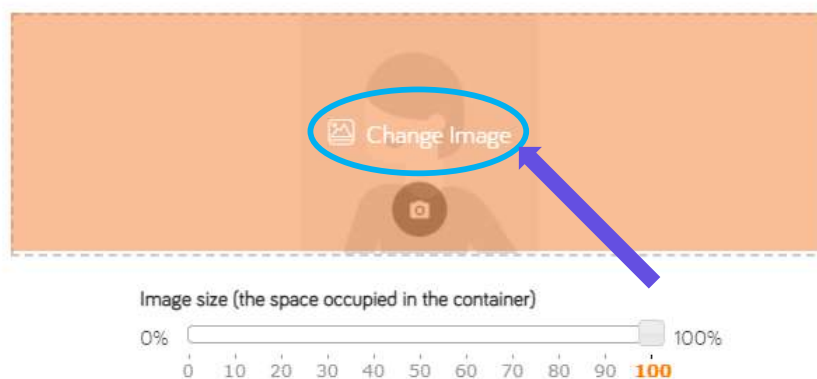 Change Image
Image size (the space occupied in the container)
0% 100%
0 10 20 30 40 50 60 70 80 90 100